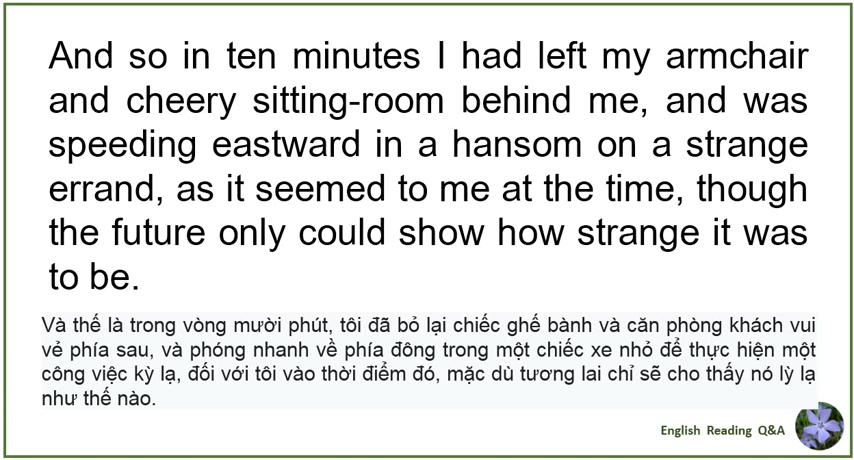 And so in ten minutes I had left my armchair
and cheery sitting-room behind me, and was
speeding eastward in a hansom on a strange
errand, as it seemed to me at the time, though
the future only could show how strange it was
to be.
Và thế là trong vòng mười phút, tôi đã bỏ lại chiếc ghế bành và căn phòng khách vui
vẻ phía sau, và phóng nhanh về phía đông trong một chiếc xe nhỏ để thực hiện một
công việc kỳ lạ, đối với tôi vào thời điểm đó, mặc dù tương lai chỉ sẽ cho thấy nó lỳ lạ
như thế nào.
English Reading Q&A